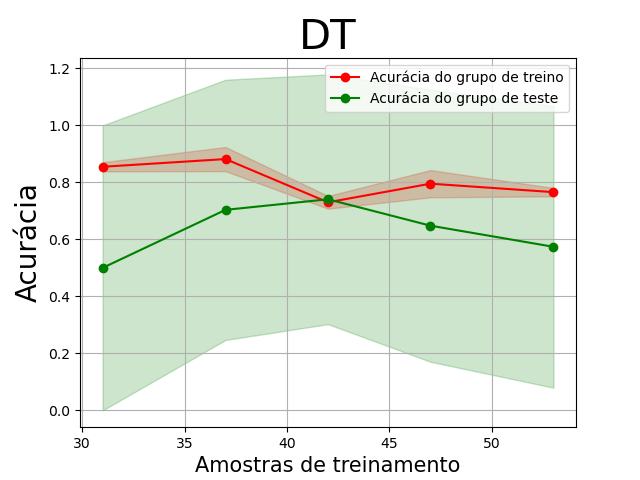 DT
Acurácia do grupo de treino
Acurácia do grupo de teste
Acurácia
1.2
1.0
0.8
0.6
0.4
0.2
0.0
30
35
40
45
50
Amostras de treinamento